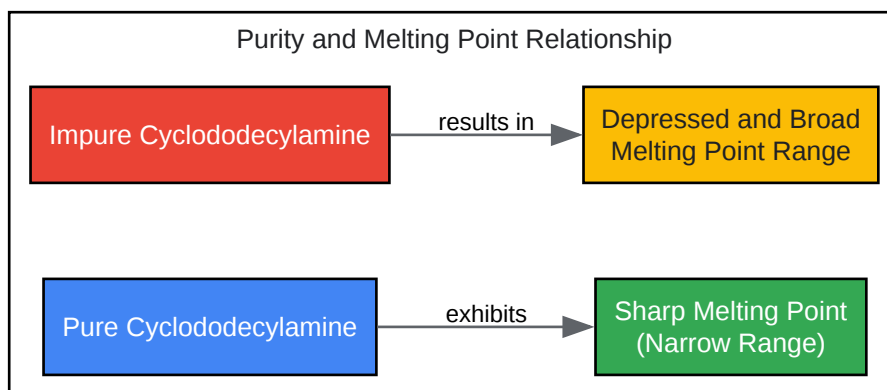 Purity and Melting Point Relationship
Impure Cyclododecylamine
results in
Depressed and Broad
Melting Point Range
Pure Cyclododecylamine
exhibits
Sharp Melting Point
(Narrow Range)